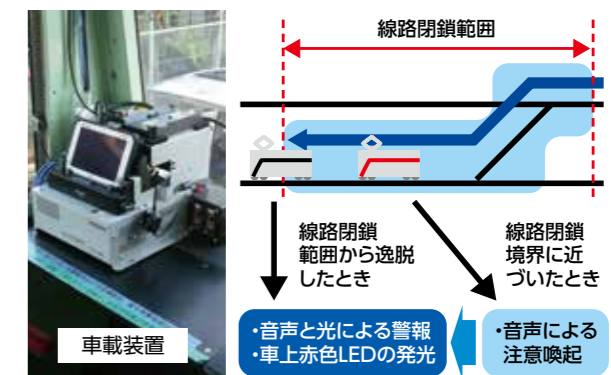 線路閉鎖範囲
線路閉鎖
範囲から逸脱
したとき
線路閉鎖
境界に近
づいたとき
・音声と光による警報
・車上赤色LEDの発光
・音声による
注意喚起
車載装置